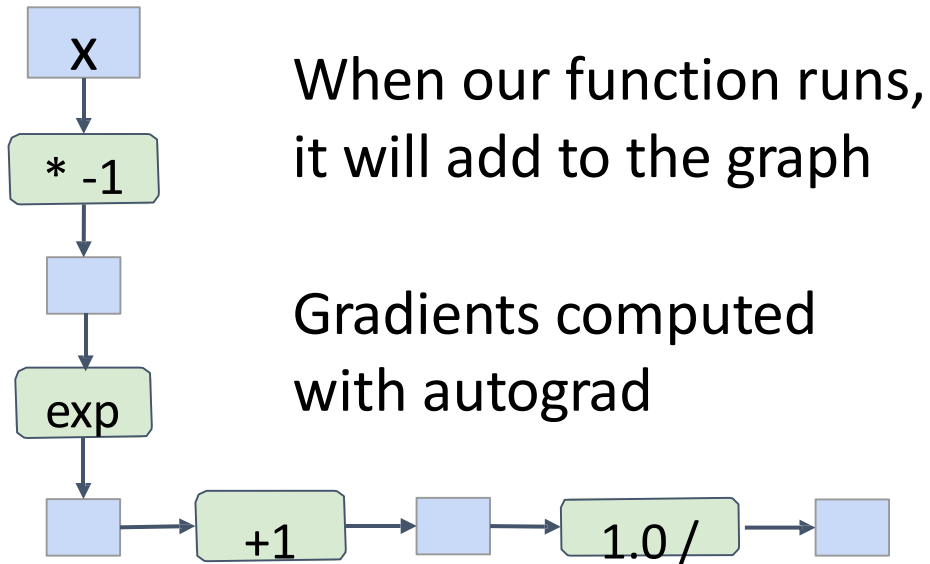 x
When our function runs,
it will add to the graph
* -1
Gradients computed
with autograd
exp
+1
1.0 /